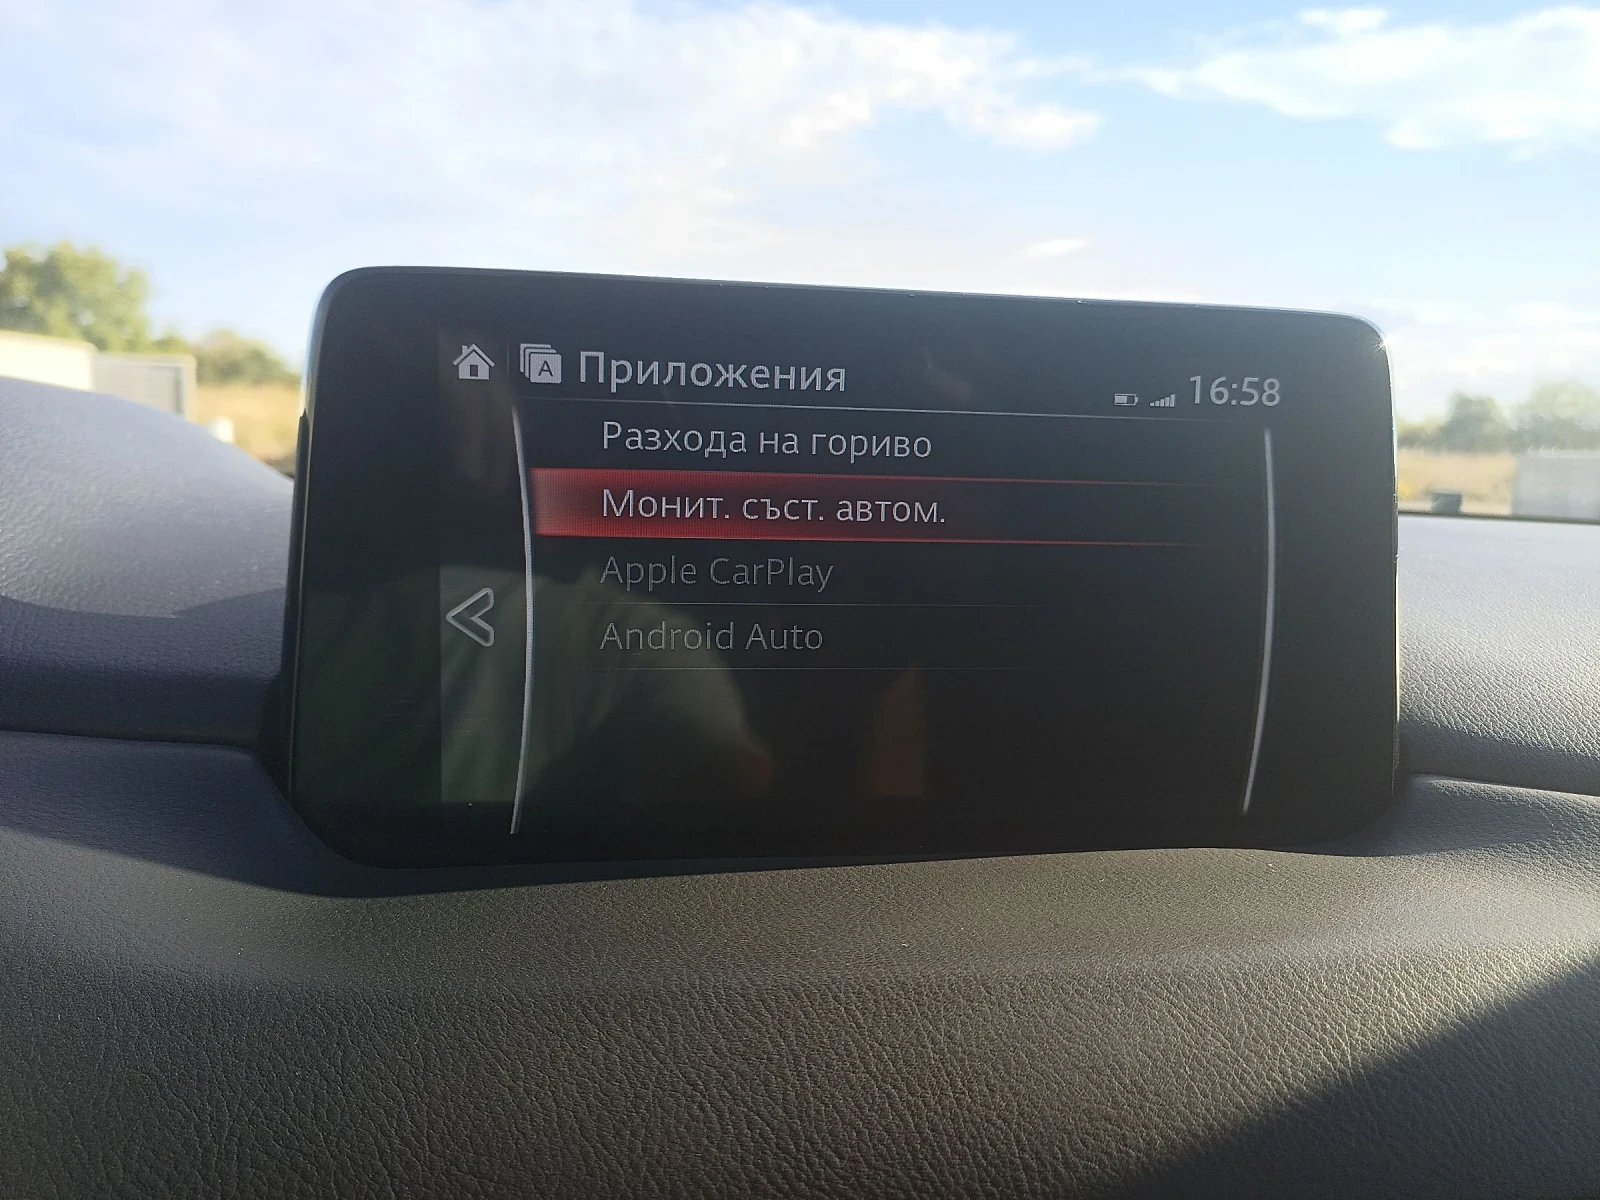 Приложения
16:58
Разхода на гориво
Монит. съст. автом.
Apple CarPlay
Android Auto